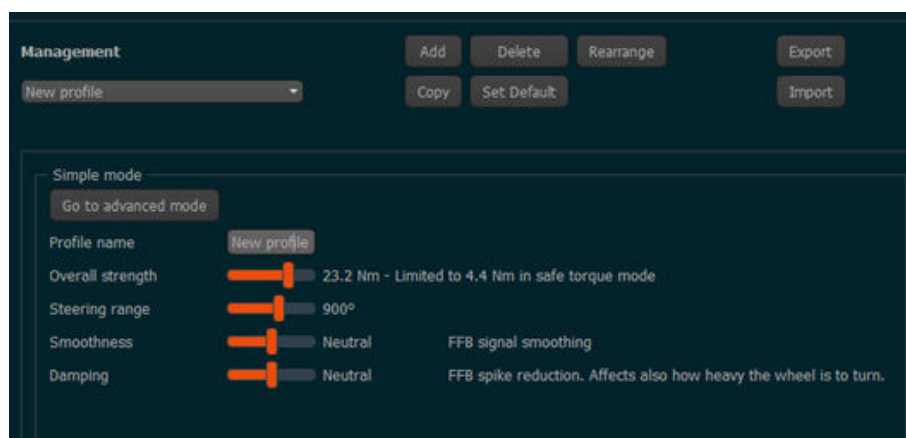 Management Add Delete Rearrange Export
New profile Copy Set Default Import
Simple mode
Go to advanced mode
Profile name New profile
Overall strength 23.2 Nm - Limited to 4.4 Nm in safe torque mode
Steering range 900°
Smoothness Neutral FFB signal smoothing
Damping Neutral FFB spike reduction. Affects also how heavy the wheel is to turn.